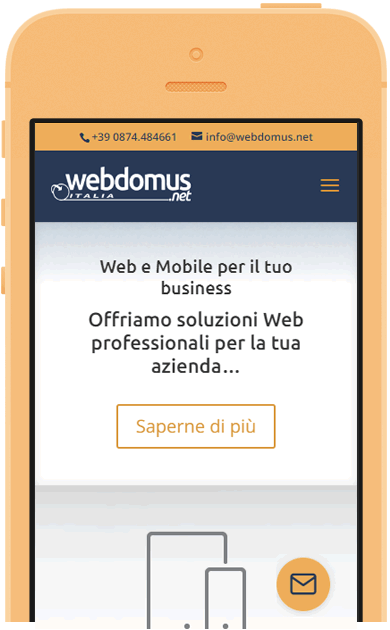 +39 0874.484661 info@webdomus.net
webdomus
ITALIA .net
Web e Mobile per il tuo
business
Offriamo soluzioni Web
professionali per la tua
azienda...
Saperne di più